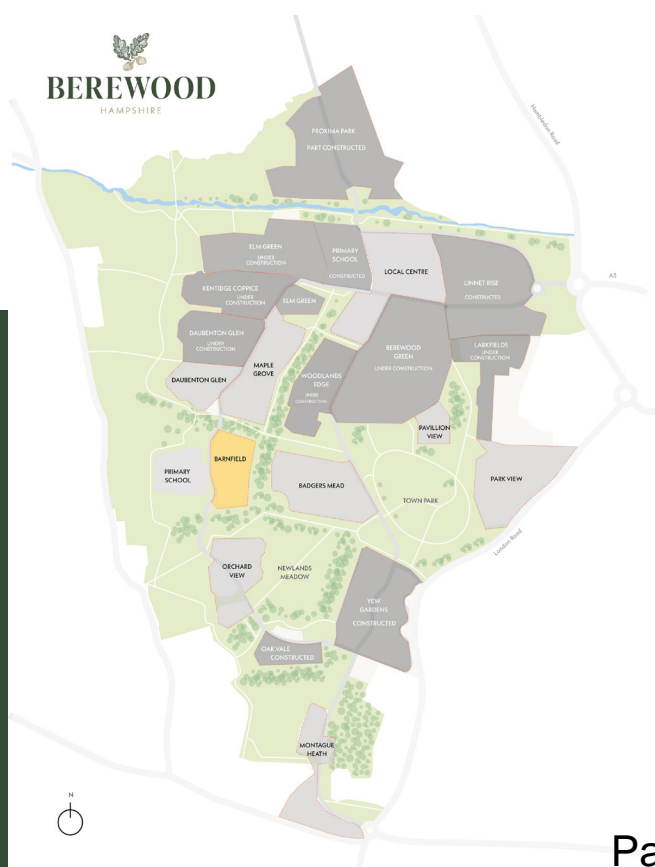 BEREWOOD
HAMPSHIRE
PROXIMA PARK
PART CONSTRUCTED
Hambledon Road
ELM GREEN
UNDER
CONSTRUCTION
PRIMARY
SCHOOL
CONSTRUCTED
LOCAL CENTRE
LINNET RISE
CONSTRUCTED
A3
KENTIDGE COPPICE
UNDER
CONSTRUCTION
ELM GREEN
DAUBENTON GLEN
UNDER
CONSTRUCTION
MAPLE
GROVE
BEREWOOD
GREEN
UNDER CONSTRUCTION
LARKFIELDS
UNDER
CONSTRUCTION
DAUBENTON GLEN
WOODLANDS
EDGE
UNDER
CONSTRUCTION
PAVILLION
VIEW
BARNFIELD
PRIMARY
SCHOOL
BADGERS MEAD
PARK VIEW
TOWN PARK
London Road
ORCHARD
VIEW
NEWLANDS
MEADOW
YEW
GARDENS
CONSTRUCTED
OAK VALE
CONSTRUCTED
MONTAGUE
HEATH
N
Pa